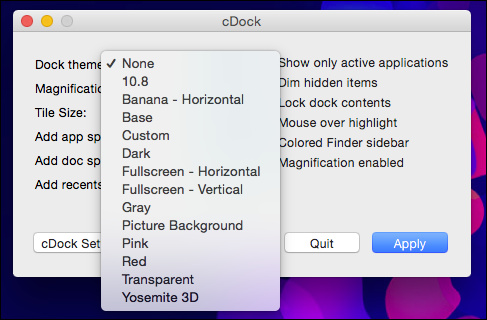 cDock
Dock theme
Magnificatio
Tile Size:
Add app sp
Add doc sp
Add recents
✓ None
10.8
Banana - Horizontal
Base
Custom
Dark
Fullscreen - Horizontal
Fullscreen - Vertical
Gray
Picture Background
Pink
Red
Transparent
Yosemite 3D
Show only active applications
Dim hidden items
Lock dock contents
Mouse over highlight
Colored Finder sidebar
Magnification enabled
cDock Set
Quit
Apply